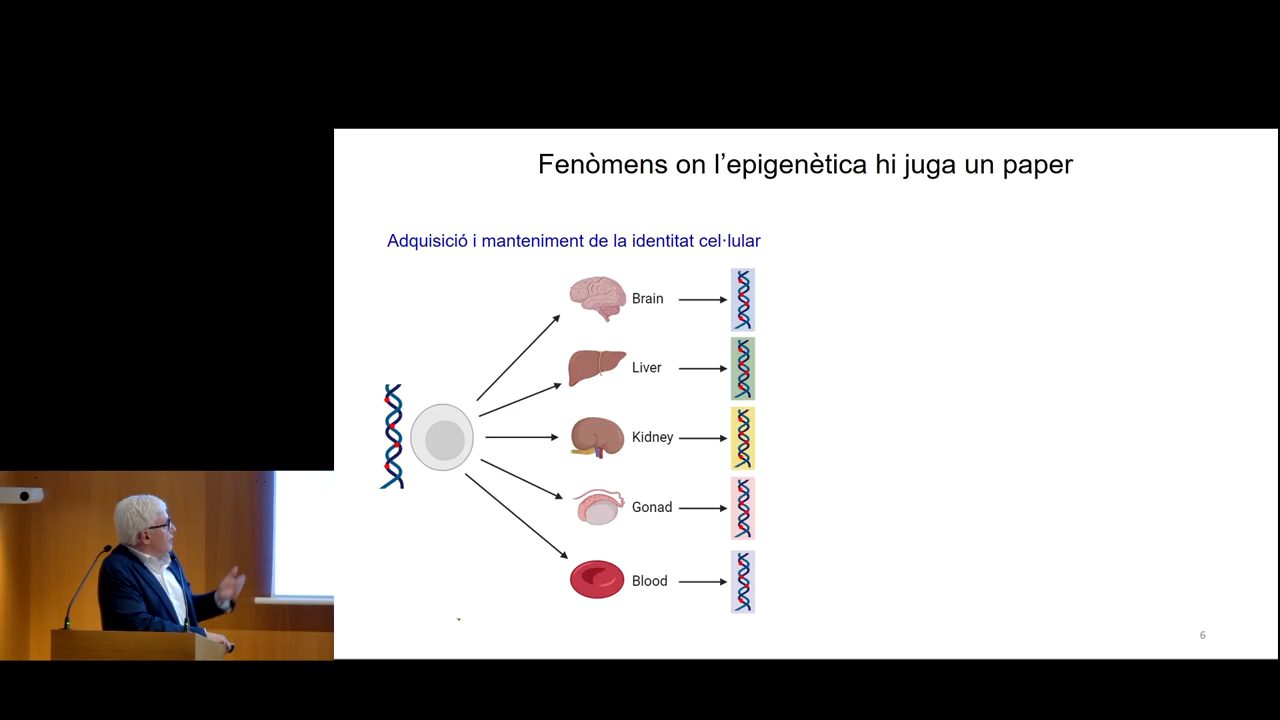 Fenòmens on l’epigenètica hi juga un paper
Adquisició i manteniment de la identitat cel·lular
Brain
Liver
Kidney
Gonad
Blood
6